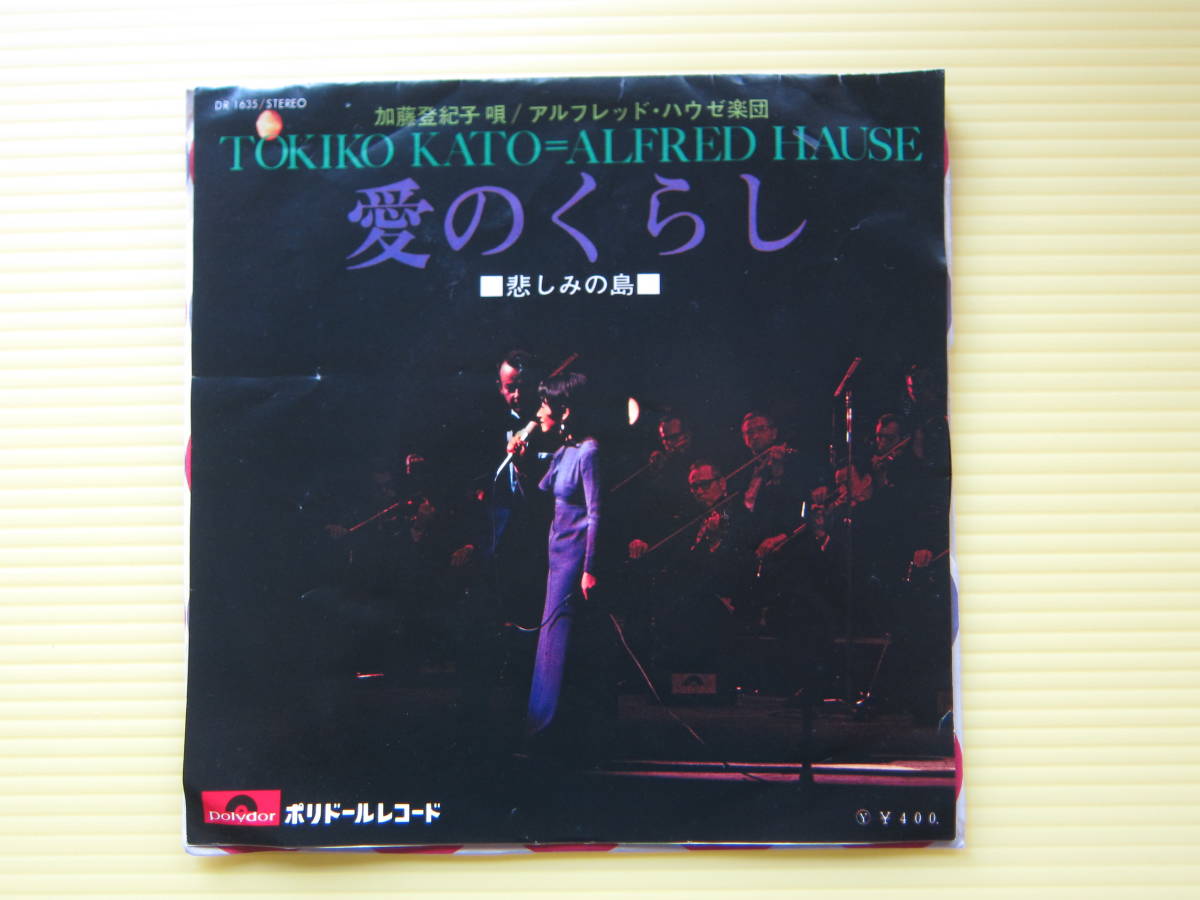 DR 1635/STEREO
加藤登紀子 唄/アルフレッド・ハウゼ楽団
TOKIKO KATO=ALFRED HAUSE
愛のくらし
■悲しみの島■
Polydor ポリドールレコード
Ⓨ ¥400.